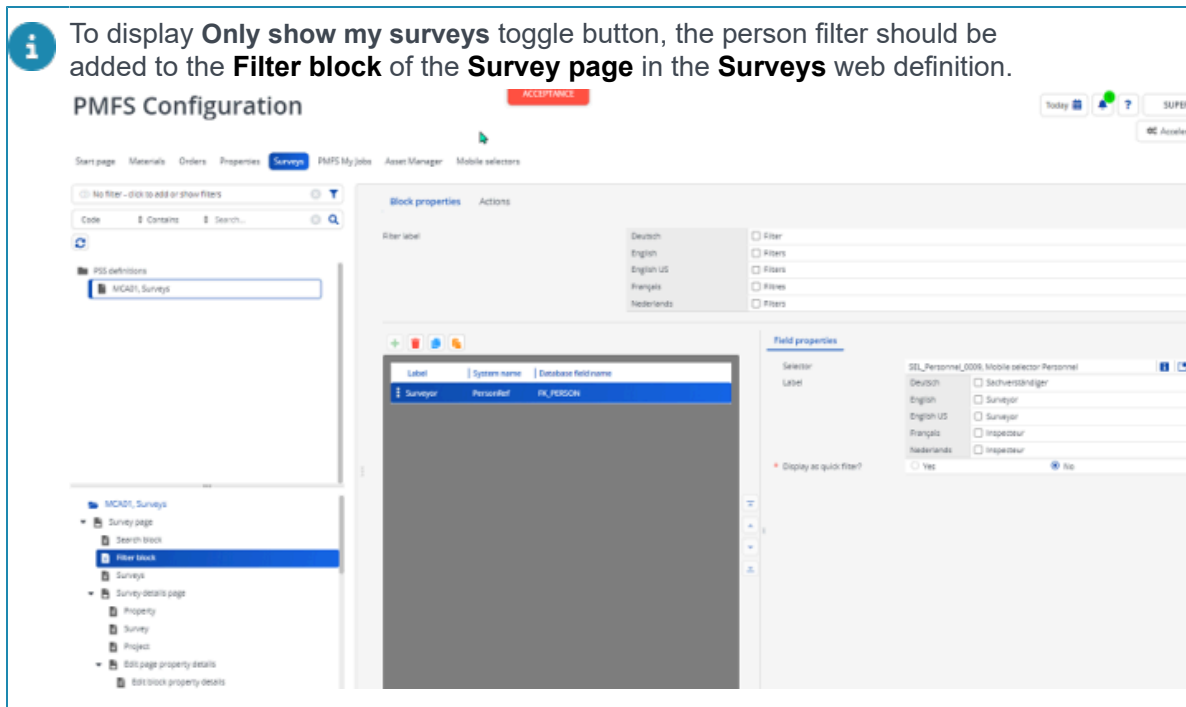 To display Only show my surveys toggle button, the person filter should be
added to the Filter block of the Survey page in the Surveys web definition.
PMFS Configuration
ACCEPTANCE
Today
?
SUPER
Accele
Start page Materials Orders Properties Surveys PMFS My Jobs Asset Manager Mobile selectors
No filter - click to add or show filters
Code Contains Search...
PSS definitions
MCA01, Surveys
Block properties Actions
Filter label
Deutsch Filter
English Filters
English US Filters
Français Filtres
Nederlands Filters
Label System name Database field name
Surveyor PersonRef FK_PERSON
Field properties
Selector SEL_Personnel_0009, Mobile selector Personnel
Label Deutsch Sachverständiger
English Surveyor
English US Surveyor
Français Inspecteur
Nederlands Inspecteur
* Display as quick filter? Yes No
MCA01, Surveys
Survey page
Search block
Filter block
Surveys
Survey details page
Property
Survey
Project
Edit page property details
Edit block property details